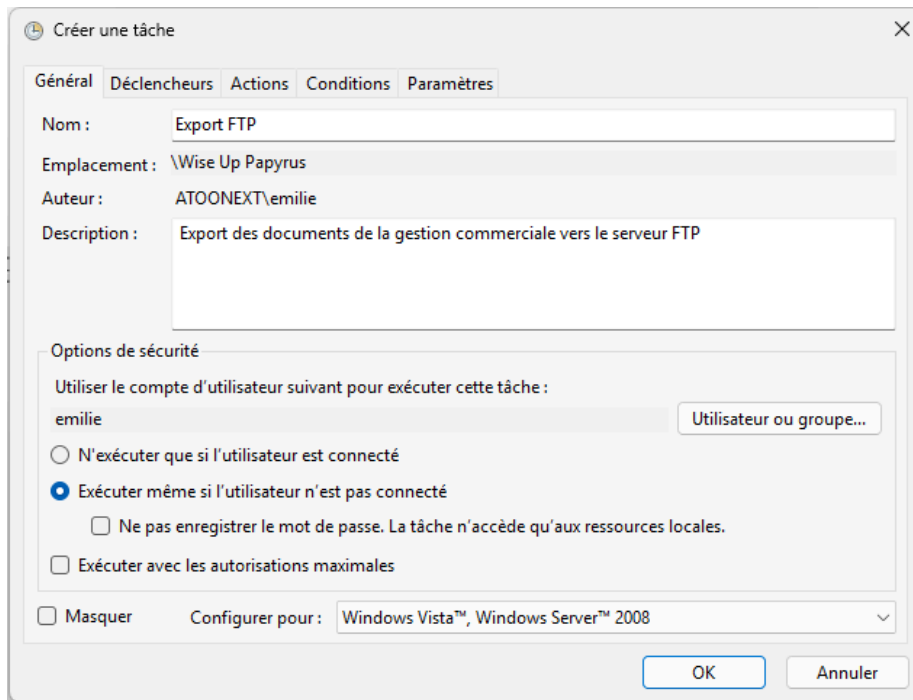 Créer une tâche
Général Déclencheurs Actions Conditions Paramètres
Nom : Export FTP
Emplacement : \Wise Up Papyrus
Auteur : ATOONEXT\emilie
Description : Export des documents de la gestion commerciale vers le serveur FTP
Options de sécurité
Utiliser le compte d'utilisateur suivant pour exécuter cette tâche :
emilie Utilisateur ou groupe...
N'exécuter que si l'utilisateur est connecté
Exécuter même si l'utilisateur n'est pas connecté
Ne pas enregistrer le mot de passe. La tâche n'accède qu'aux ressources locales.
Exécuter avec les autorisations maximales
Masquer Configurer pour : Windows Vista™, Windows Server™ 2008
OK Annuler